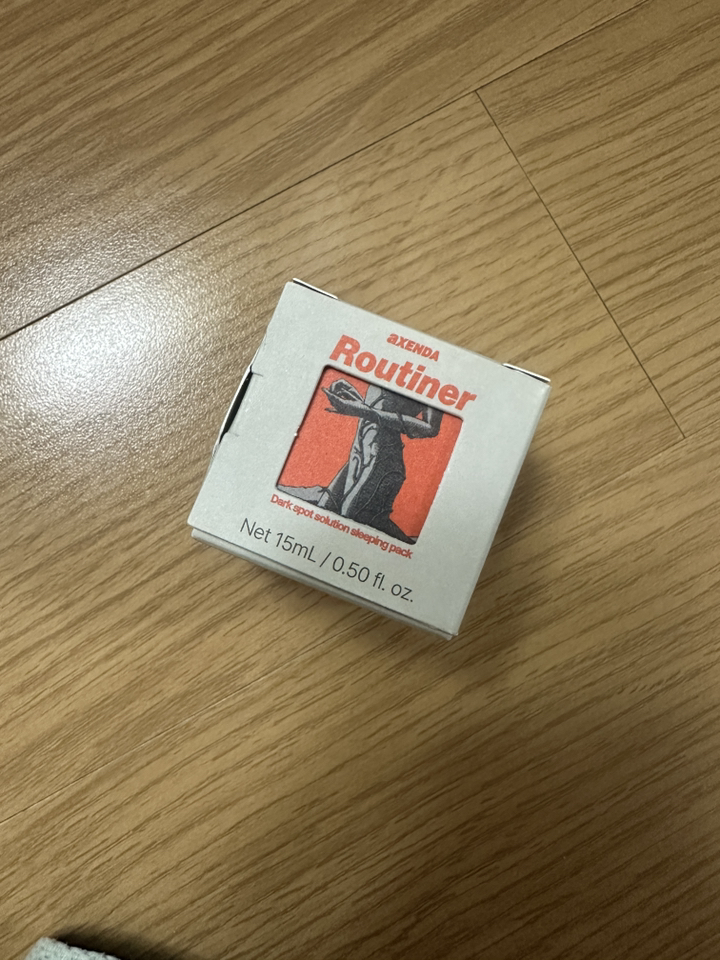 aXENDA
Routiner
Dark spot solution sleeping pack
Net 15mL / 0.50 fl. oz.